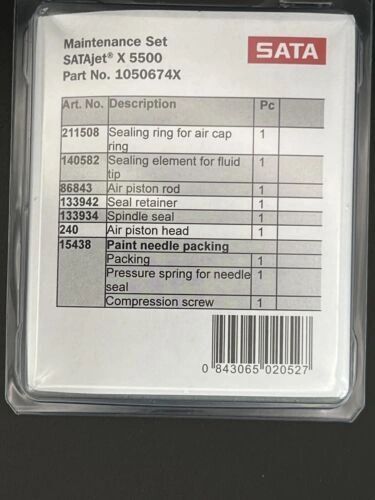 Maintenance Set
SATAjet® X 5500
Part No. 1050674X
SATA
Art. No. Description Pc
211508 Sealing ring for air cap 1
ring
140582 Sealing element for fluid 1
tip
86843 Air piston rod 1
133942 Seal retainer 1
133934 Spindle seal 1
240 Air piston head 1
15438 Paint needle packing
Packing 1
Pressure spring for needle 1
seal
Compression screw 1
0 843065 020527